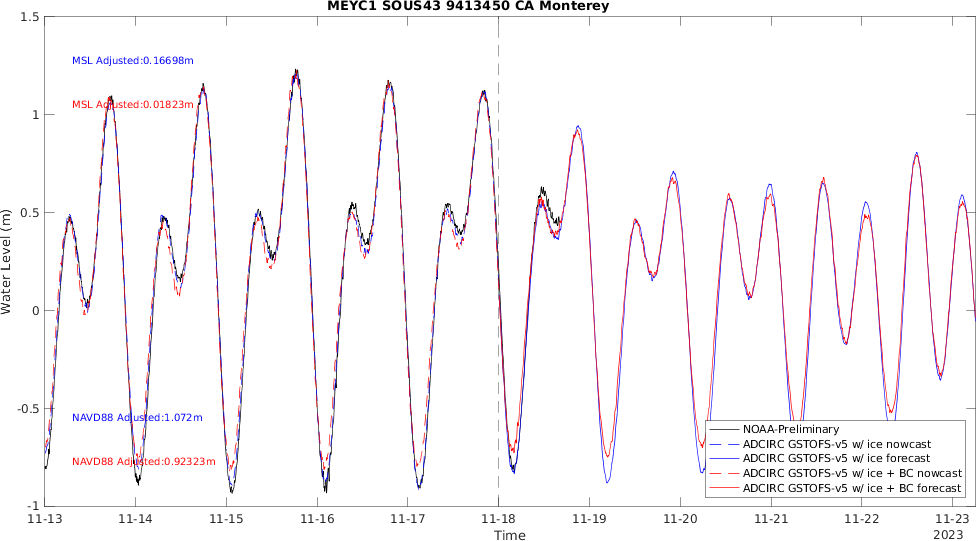 MEYC1 SOUS43 9413450 CA Monterey
1.5
1
0.5
0
-0.5
-1
Water Level (m)
MSL Adjusted:0.16698m
MSL Adjusted:0.01823m
NAVD88 Adjusted:1.072m
NAVD88 Adjusted:0.92323m
NOAA-Preliminary
ADCIRC GSTOFS-v5 w/ ice nowcast
ADCIRC GSTOFS-v5 w/ ice forecast
ADCIRC GSTOFS-v5 w/ ice + BC nowcast
ADCIRC GSTOFS-v5 w/ ice + BC forecast
11-13 11-14 11-15 11-16 11-17 11-18 11-19 11-20 11-21 11-22 11-23
Time
2023